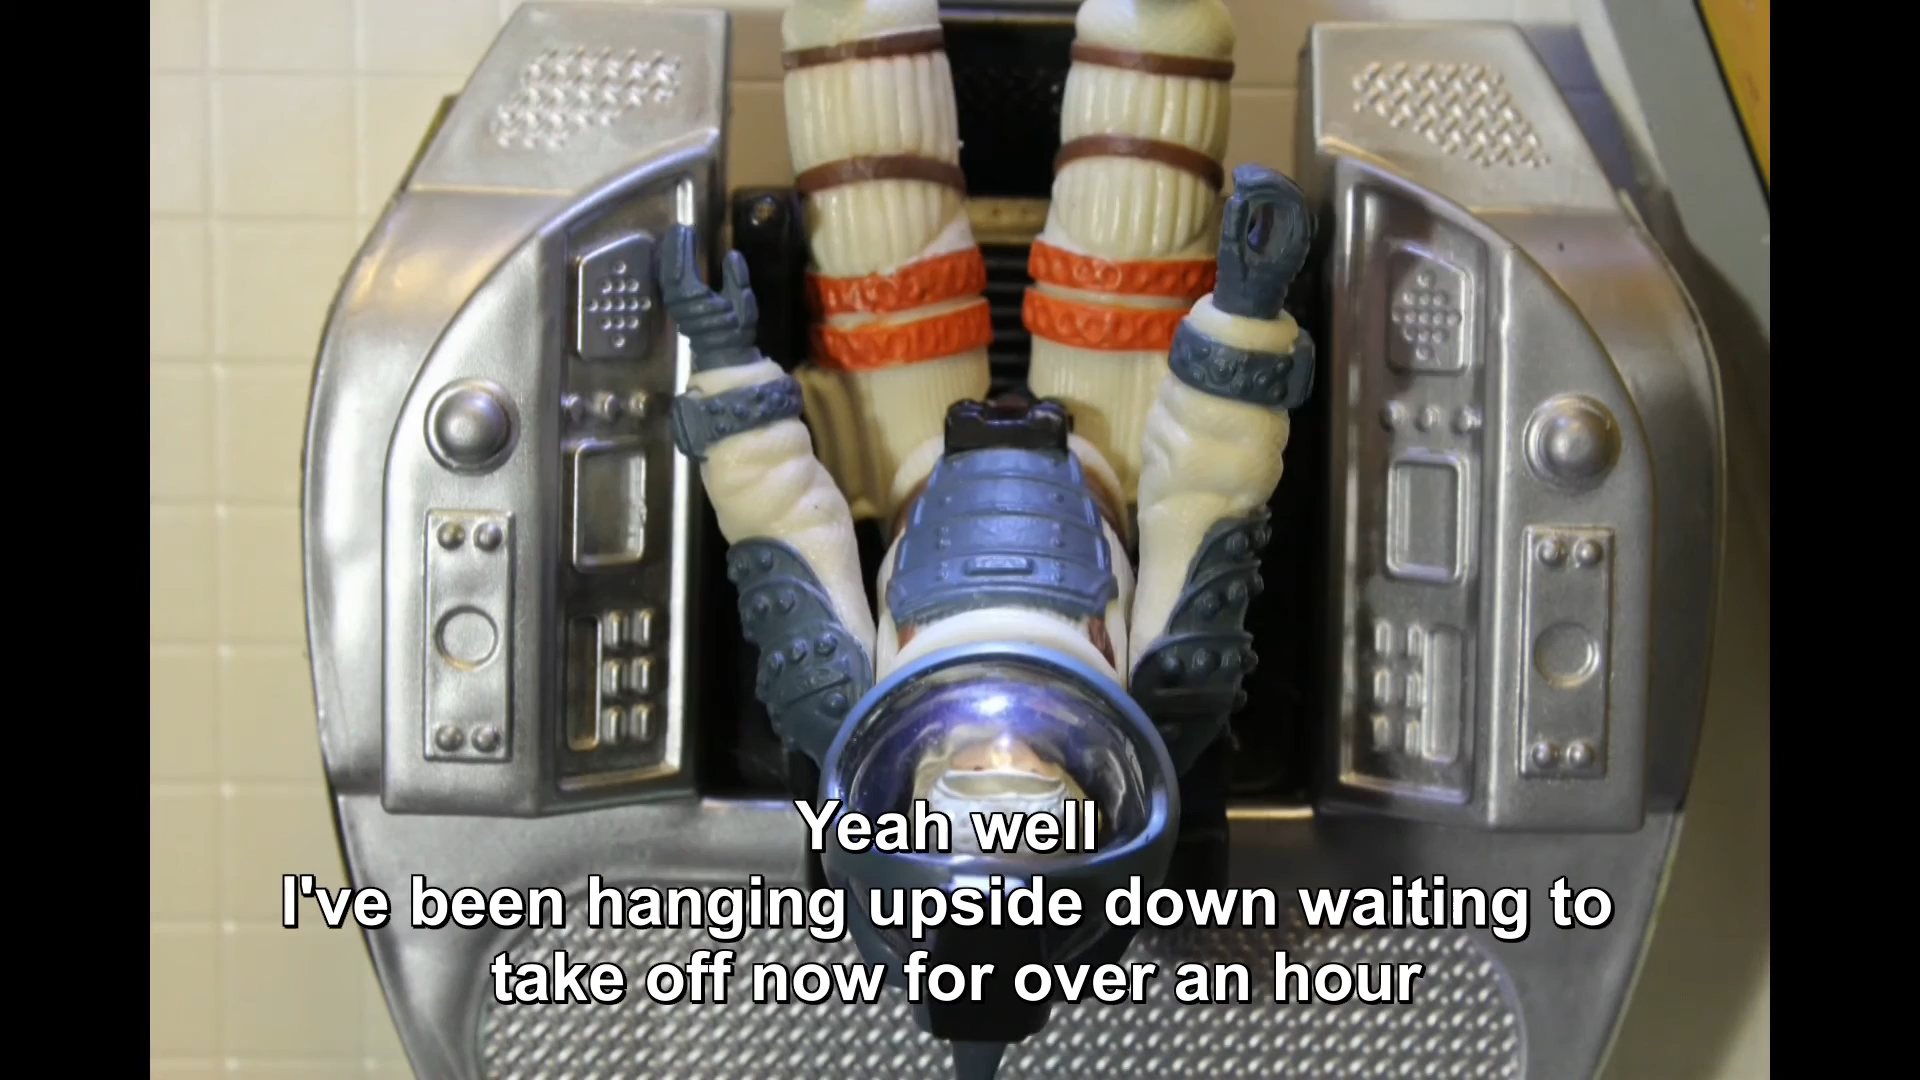 Yeah well
I've been hanging upside down waiting to
take off now for over an hour